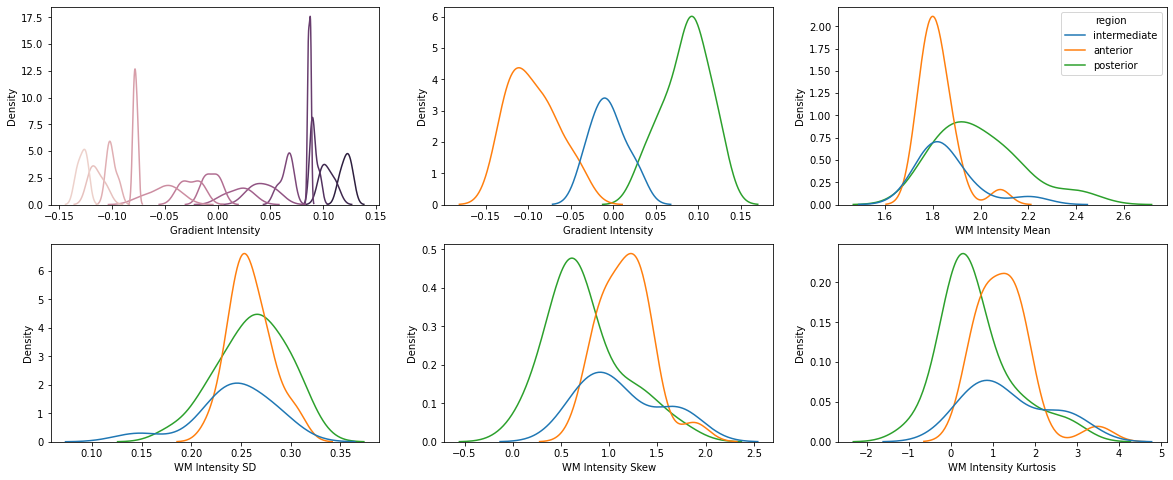 17.5
15.0
12.5
10.0
7.5
5.0
2.5
0.0
Density
−0.15 −0.10 −0.05 0.00 0.05 0.10 0.15
Gradient Intensity
6
5
4
3
2
1
0
Density
−0.15 −0.10 −0.05 0.00 0.05 0.10 0.15
Gradient Intensity
2.00
1.75
1.50
1.25
1.00
0.75
0.50
0.25
0.00
Density
region
intermediate
anterior
posterior
1.6 1.8 2.0 2.2 2.4 2.6
WM Intensity Mean
6
5
4
3
2
1
0
Density
0.10 0.15 0.20 0.25 0.30 0.35
WM Intensity SD
0.5
0.4
0.3
0.2
0.1
0.0
Density
−0.5 0.0 0.5 1.0 1.5 2.0 2.5
WM Intensity Skew
0.20
0.15
0.10
0.05
0.00
Density
−2 −1 0 1 2 3 4 5
WM Intensity Kurtosis